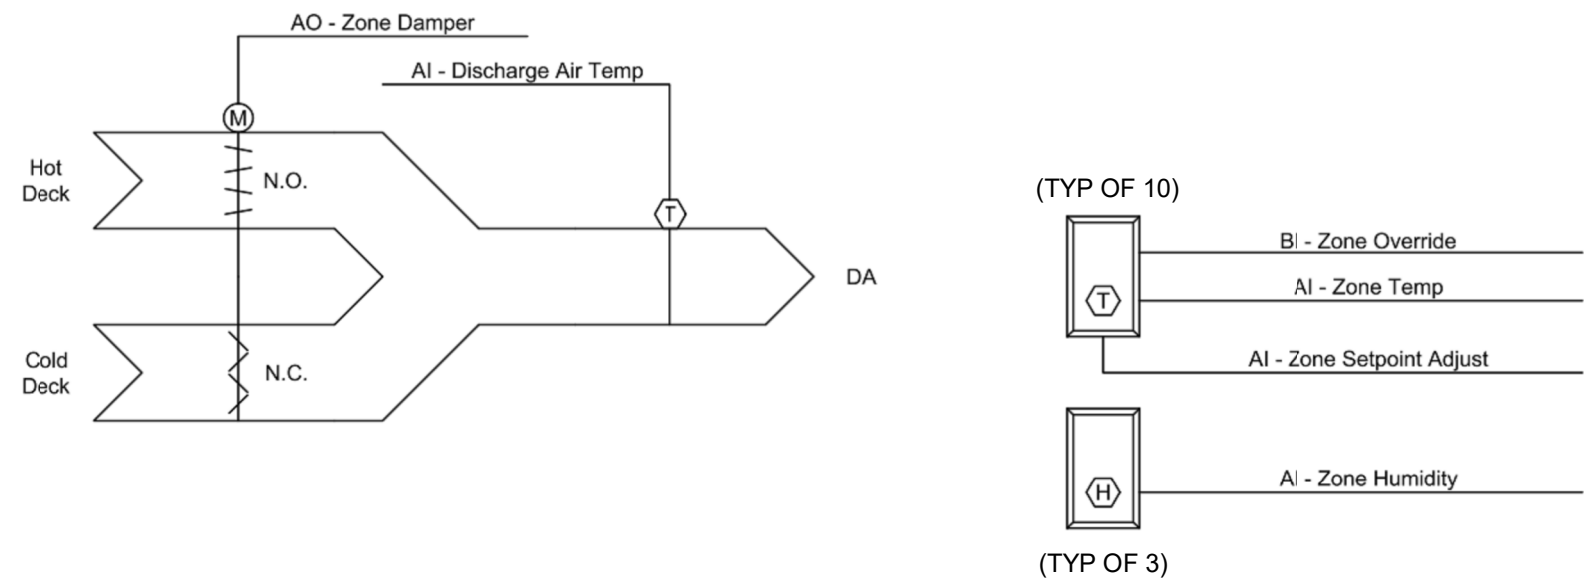 AO - Zone Damper
AI - Discharge Air Temp
M
Hot
Deck
N.O.
T
DA
Cold
Deck
N.C.
(TYP OF 10)
BI - Zone Override
AI - Zone Temp
T
AI - Zone Setpoint Adjust
AI - Zone Humidity
H
(TYP OF 3)